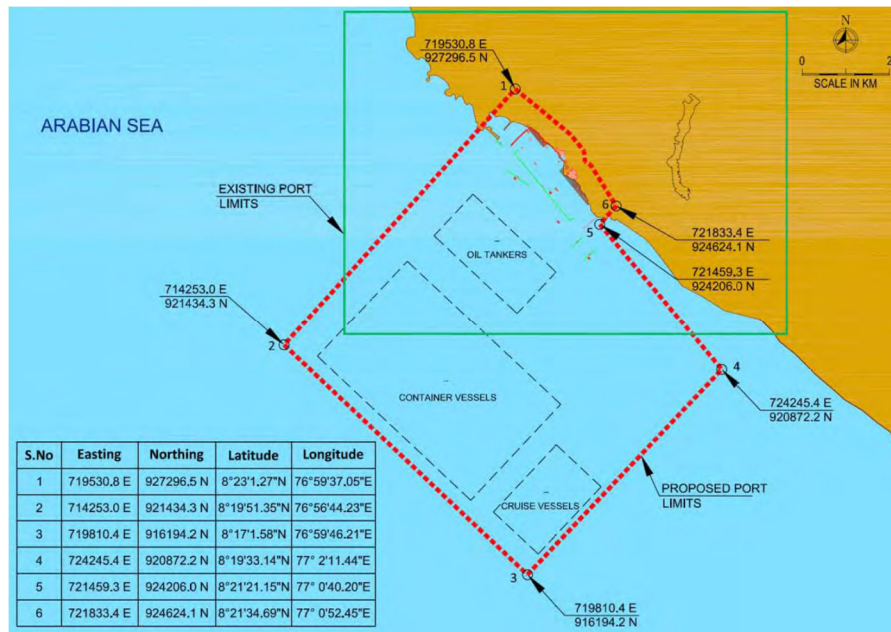 N
719530.8 E
927296.5 N
1
0 2
SCALE IN KM
ARABIAN SEA
EXISTING PORT
LIMITS
6
5
721833.4 E
924624.1 N
OIL TANKERS
721459.3 E
924206.0 N
714253.0 E
921434.3 N
2
4
CONTAINER VESSELS
724245.4 E
920872.2 N
PROPOSED PORT
LIMITS
CRUISE VESSELS
3
719810.4 E
916194.2 N
S.No Easting Northing Latitude Longitude
1 719530.8 E 927296.5 N 8°23'1.27"N 76°59'37.05"E
2 714253.0 E 921434.3 N 8°19'51.35"N 76°56'44.23"E
3 719810.4 E 916194.2 N 8°17'1.58"N 76°59'46.21"E
4 724245.4 E 920872.2 N 8°19'33.14"N 77° 2'11.44"E
5 721459.3 E 924206.0 N 8°21'21.15"N 77° 0'40.20"E
6 721833.4 E 924624.1 N 8°21'34.69"N 77° 0'52.45"E